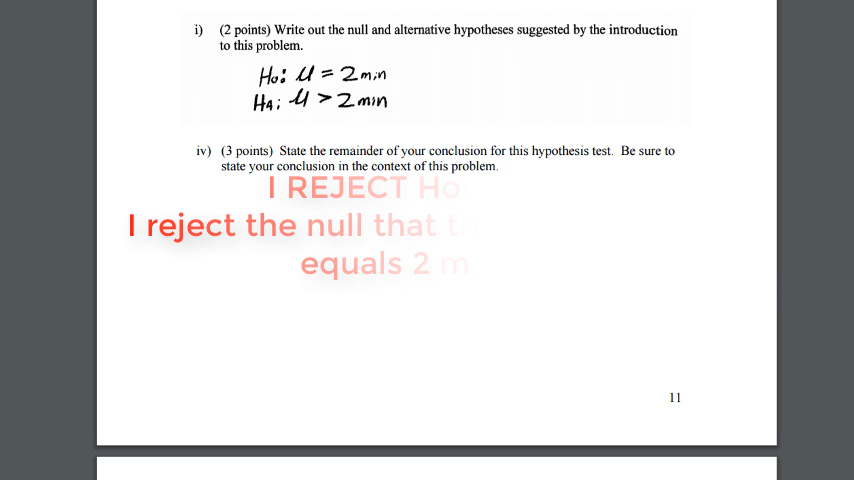 i) (2 points) Write out the null and alternative hypotheses suggested by the introduction
to this problem.
Ho: μ = 2min
HA: μ > 2min
iv) (3 points) State the remainder of your conclusion for this hypothesis test. Be sure to
state your conclusion in the context of this problem.
I REJECT Ho:
I reject the null that
equals 2 m
11